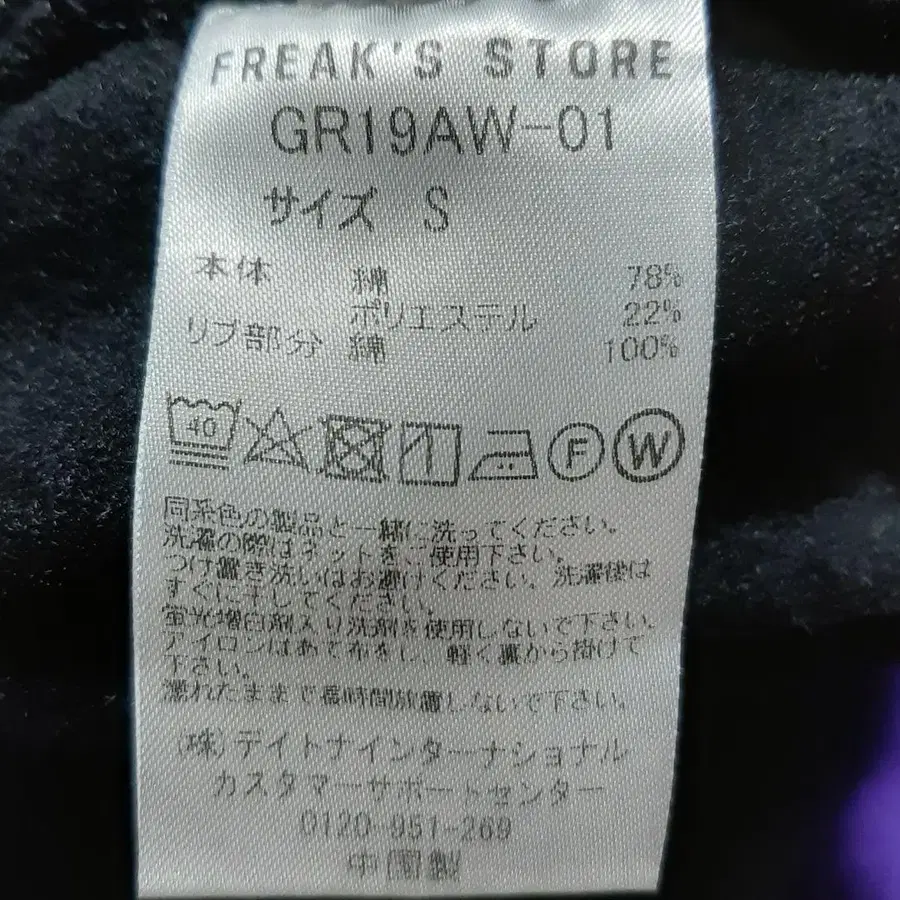 FREAK'S STORE
GR19AW-01
サイズ S
本体 綿 78%
ポリエステル 22%
リブ部分 綿 100%
40 F W
同系色の製品と一緒に洗ってください。
洗濯の際はネットをご使用下さい。
つけ置き洗いはお避けください。洗濯後は
すぐに干してください。
蛍光増白剤入り洗剤を使用しないで下さい。
アイロンはあて布をし、軽く裏から掛けて
下さい。
濡れたままで長時間放置しないで下さい。
(株)デイトナインターナショナル
カスタマーサポートセンター
0120-951-269
中国製